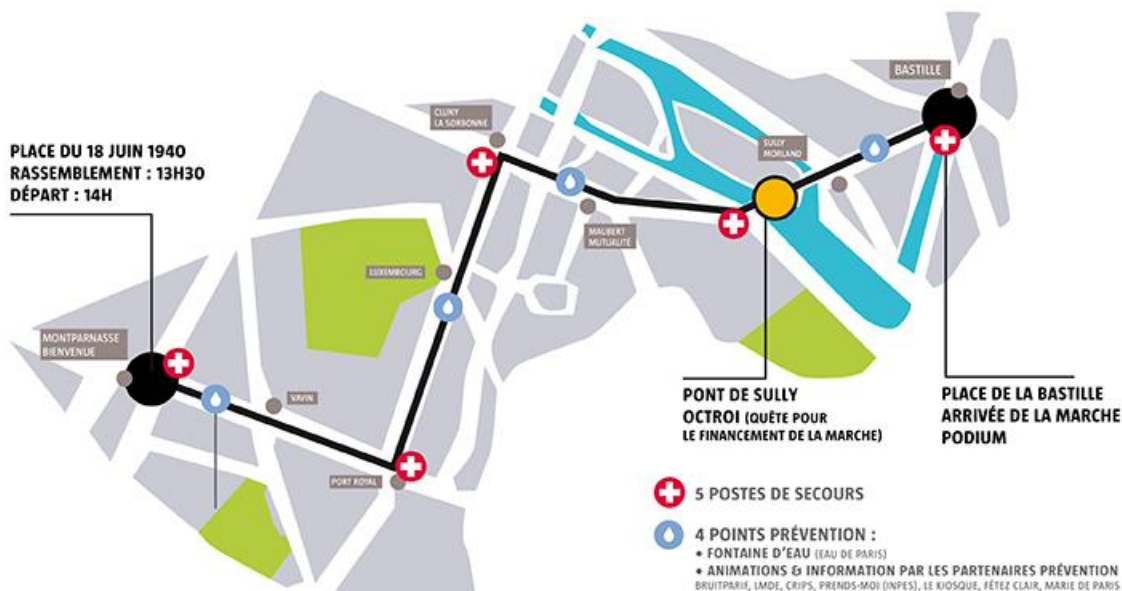 BASTILLE
CLUNY
LA SORBONNE
PLACE DU 18 JUIN 1940
RASSEMBLEMENT : 13H30
DÉPART : 14H
SULLY
MORLAND
MAUBERT
MUTUALITÉ
LUXEMBOURG
MONTPARNASSE
BIENVENUE
VAVIN
PORT ROYAL
PONT DE SULLY
OCTROI (QUÊTE POUR
LE FINANCEMENT DE LA MARCHE)
PLACE DE LA BASTILLE
ARRIVÉE DE LA MARCHE
PODIUM
5 POSTES DE SECOURS
4 POINTS PRÉVENTION :
• FONTAINE D'EAU (EAU DE PARIS)
• ANIMATIONS & INFORMATION PAR LES PARTENAIRES PRÉVENTION
BRUITPARIF, LMDE, CRIPS, PRENDS-MOI (INPES), LE KIOSQUE, FÊTEZ CLAIR, MARIE DE PARIS